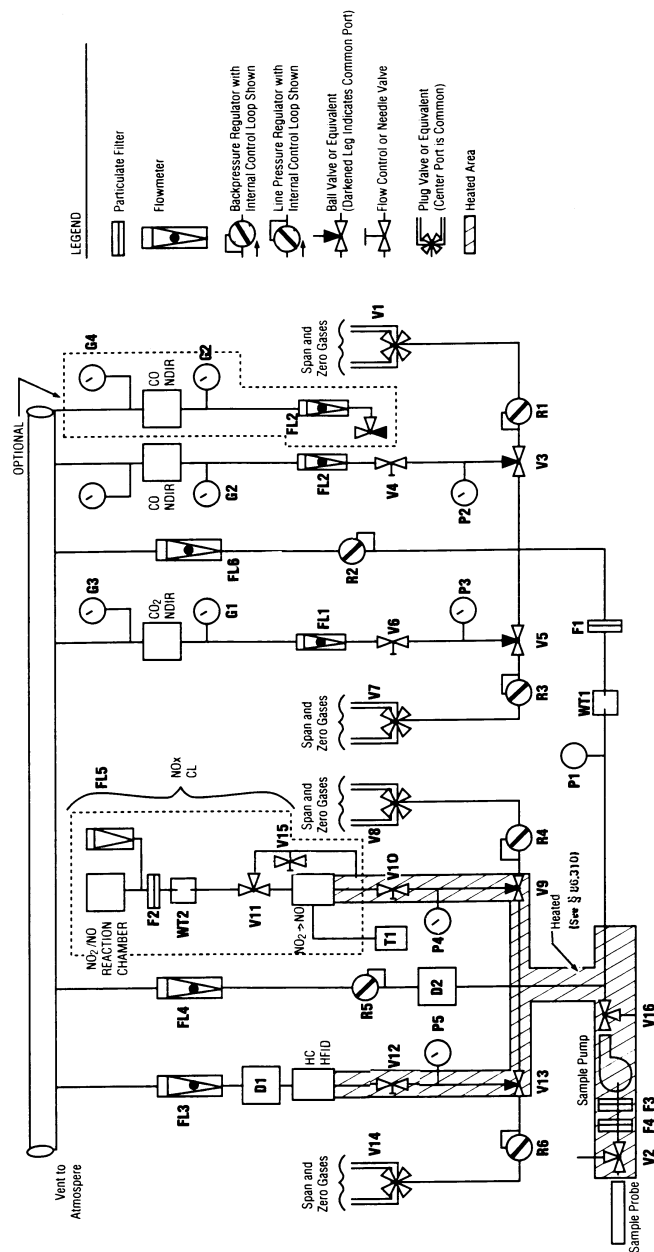 LEGEND
Particulate Filter
Flowmeter
Backpressure Regulator with
Internal Control Loop Shown
Line Pressure Regulator with
Internal Control Loop Shown
Ball Valve or Equivalent
(Darkened Leg Indicates Common Port)
Flow Control or Needle Valve
Plug Valve or Equivalent
(Center Port is Common)
Heated Area
OPTIONAL
Vent to
Atmospere
G4
CO
NDIR
G2
FL2
Span and
Zero Gases
V1
R1
CO
NDIR
G2
FL2
V4
P2
V3
FL6
R2
G3
CO2
NDIR
G1
FL1
V6
P3
V5
F1
WT1
P1
Span and
Zero Gases
V7
R3
NOx
CL
FL5
NO2/NO
REACTION
CHAMBER
F2
WT2
V11
V15
NO2->NO
T1
V10
P4
V9
Span and
Zero Gases
V8
R4
Heated
(See § 86,310)
FL4
R5
D2
FL3
D1
HC
HFID
V12
P5
V13
Span and
Zero Gases
V14
R6
Sample Pump
V16
F3
F4
V2
Sample Probe